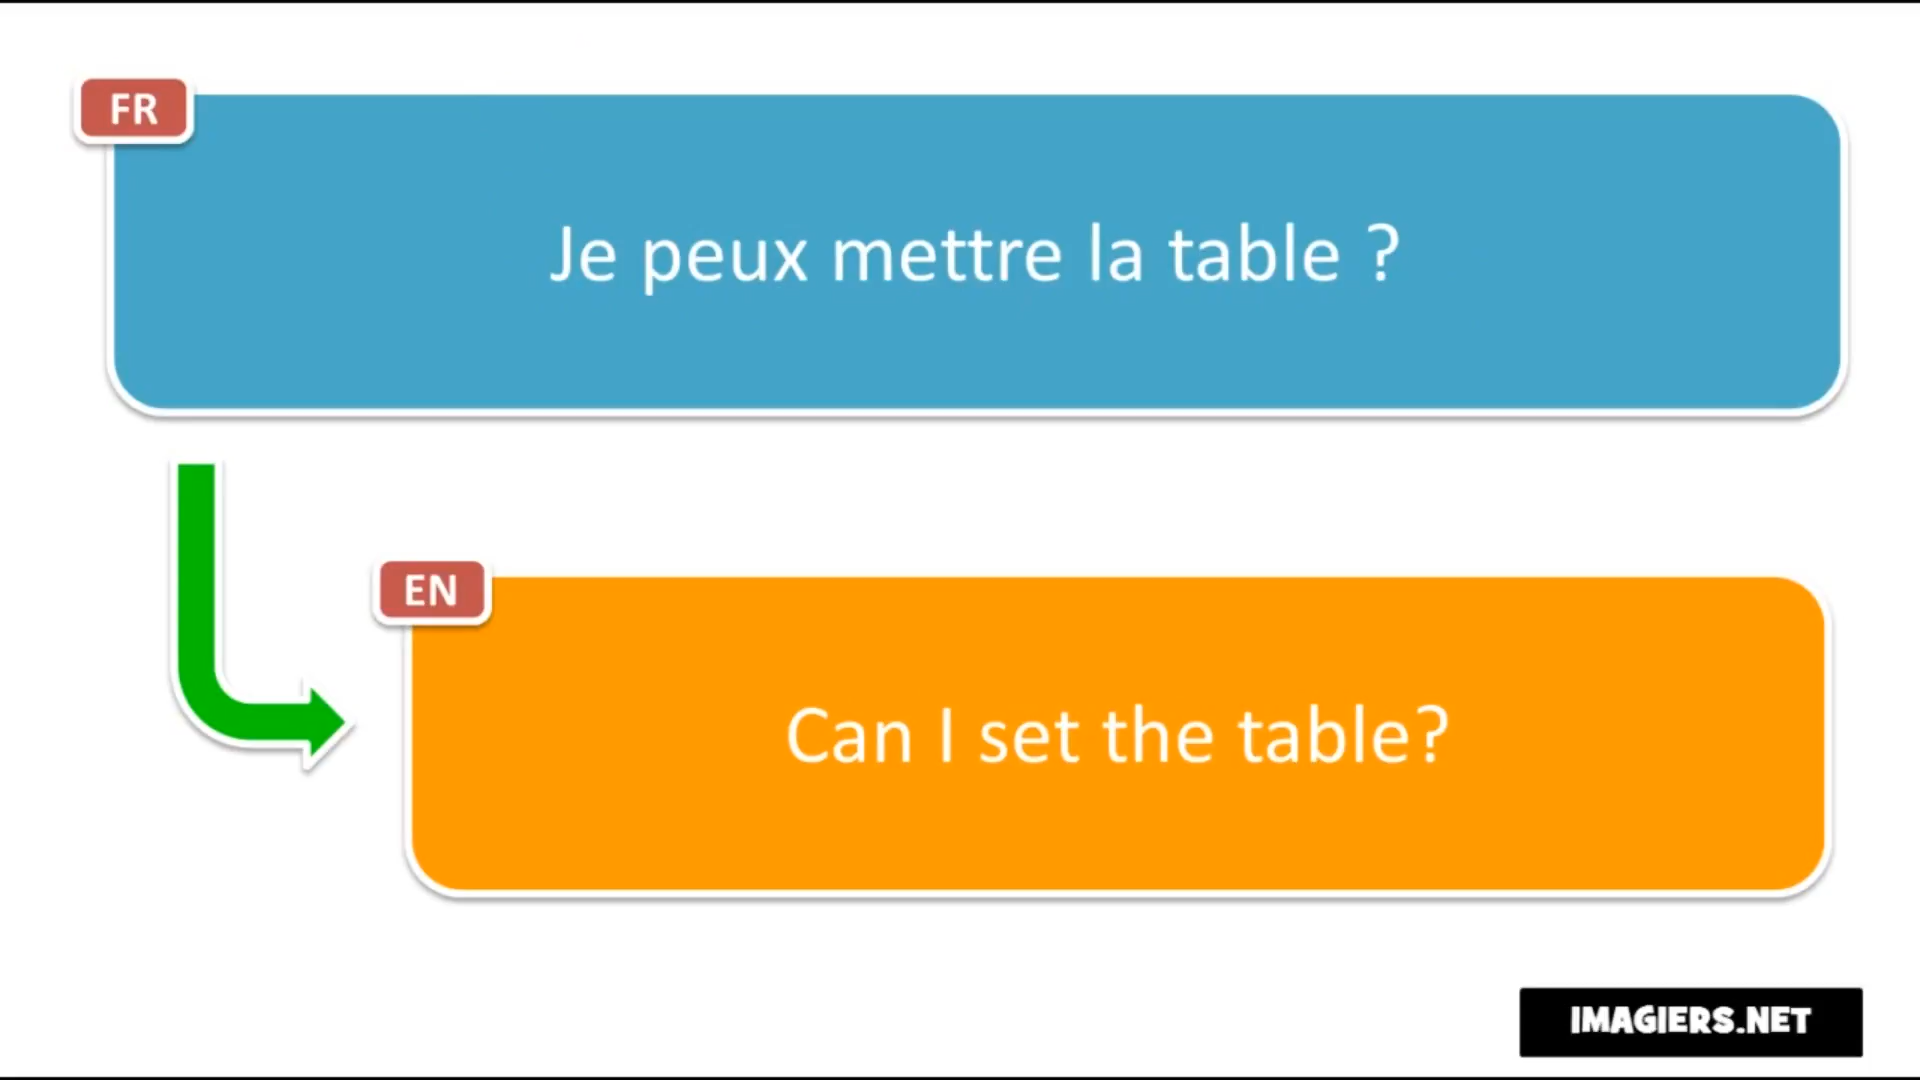 FR
Je peux mettre la table ?
EN
Can I set the table?
IMAGIERS.NET